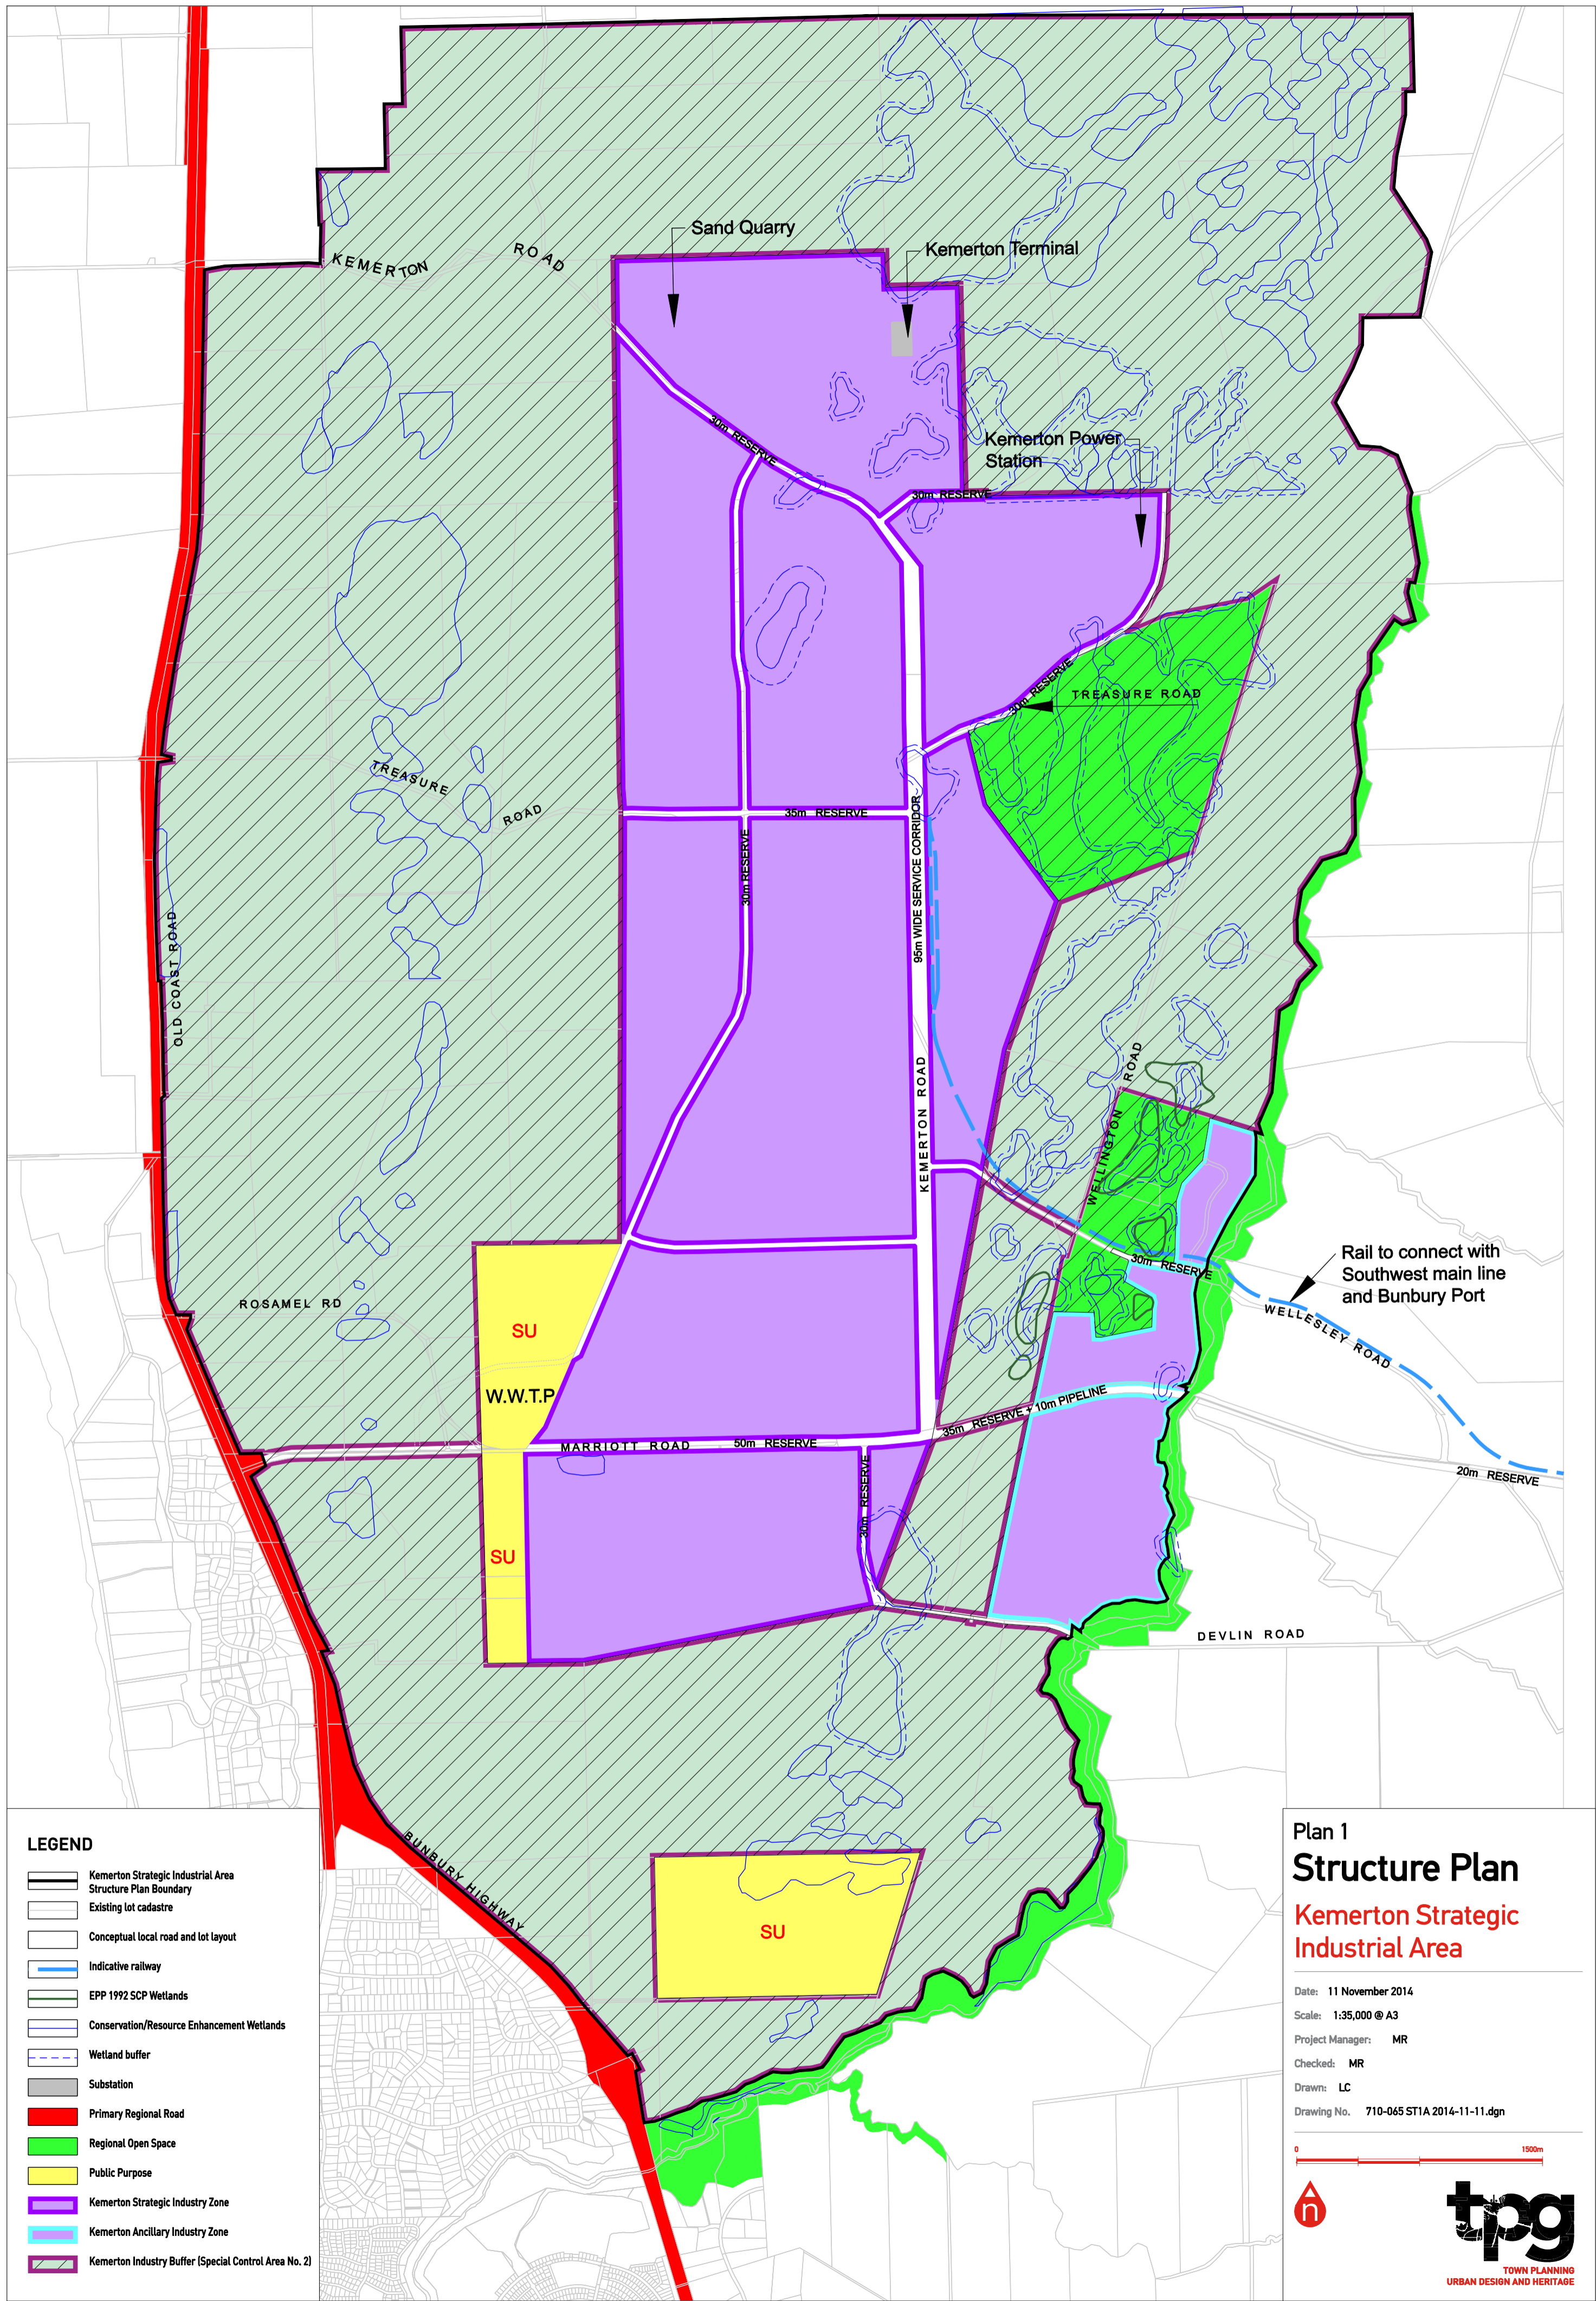 Sand Quarry
Kemerton Terminal
KEMERTON ROAD
30m RESERVE
Kemerton Power
Station
30m RESERVE
30m RESERVE
TREASURE ROAD
TREASURE ROAD
35m RESERVE
30m RESERVE
95m WIDE SERVICE CORRIDOR
OLD COAST ROAD
KEMERTON ROAD
WELLINGTON ROAD
30m RESERVE
Rail to connect with
Southwest main line
and Bunbury Port
WELLESLEY ROAD
ROSAMEL RD
SU
W.W.T.P
35m RESERVE + 10m PIPELINE
MARRIOTT ROAD 50m RESERVE
20m RESERVE
30m RESERVE
SU
DEVLIN ROAD
BUNBURY HIGHWAY
SU
LEGEND
Kemerton Strategic Industrial Area
Structure Plan Boundary
Existing lot cadastre
Conceptual local road and lot layout
Indicative railway
EPP 1992 SCP Wetlands
Conservation/Resource Enhancement Wetlands
Wetland buffer
Substation
Primary Regional Road
Regional Open Space
Public Purpose
Kemerton Strategic Industry Zone
Kemerton Ancillary Industry Zone
Kemerton Industry Buffer (Special Control Area No. 2)
Plan 1
Structure Plan
Kemerton Strategic
Industrial Area
Date: 11 November 2014
Scale: 1:35,000 @ A3
Project Manager: MR
Checked: MR
Drawn: LC
Drawing No. 710-065 ST1A 2014-11-11.dgn
0 1500m
n
tpg
TOWN PLANNING
URBAN DESIGN AND HERITAGE